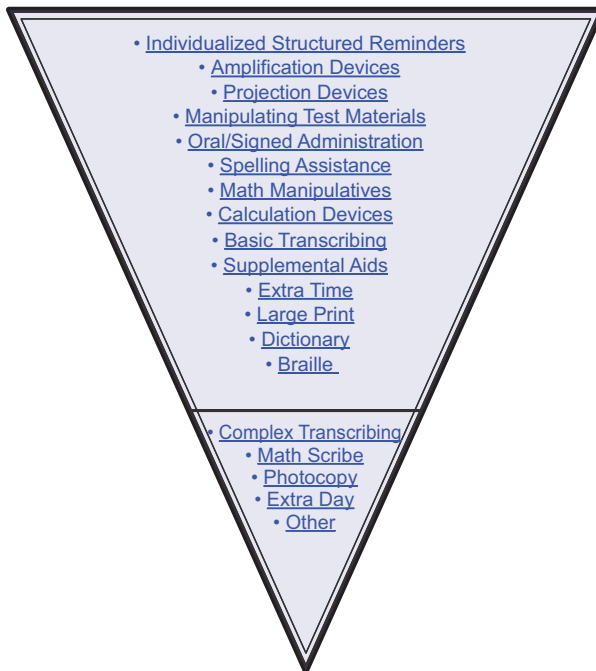 • Individualized Structured Reminders
• Amplification Devices
• Projection Devices
• Manipulating Test Materials
• Oral/Signed Administration
• Spelling Assistance
• Math Manipulatives
• Calculation Devices
• Basic Transcribing
• Supplemental Aids
• Extra Time
• Large Print
• Dictionary
• Braille
• Complex Transcribing
• Math Scribe
• Photocopy
• Extra Day
• Other